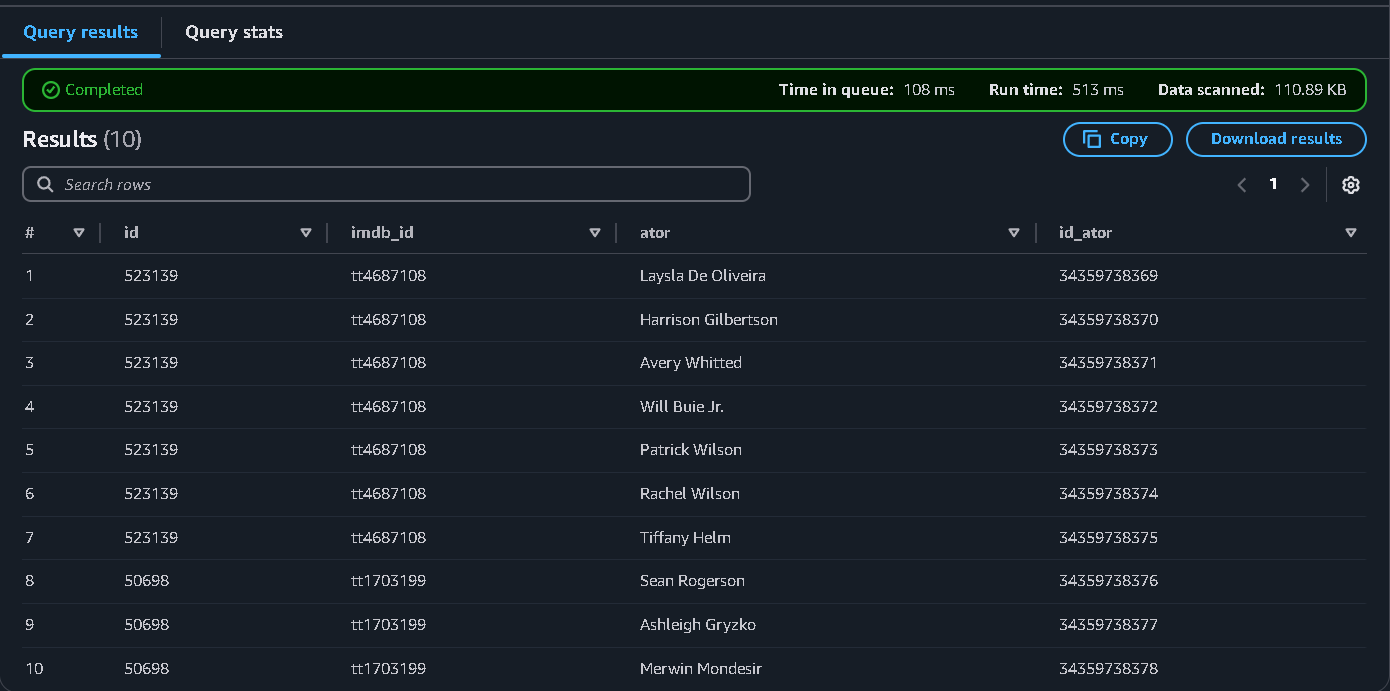 Query results Query stats
Completed Time in queue: 108 ms Run time: 513 ms Data scanned: 110.89 KB
Results (10) Copy Download results
Search rows 1
# id imdb_id ator id_ator
1 523139 tt4687108 Laysla De Oliveira 34359738369
2 523139 tt4687108 Harrison Gilbertson 34359738370
3 523139 tt4687108 Avery Whitted 34359738371
4 523139 tt4687108 Will Buie Jr. 34359738372
5 523139 tt4687108 Patrick Wilson 34359738373
6 523139 tt4687108 Rachel Wilson 34359738374
7 523139 tt4687108 Tiffany Helm 34359738375
8 50698 tt1703199 Sean Rogerson 34359738376
9 50698 tt1703199 Ashleigh Gryzko 34359738377
10 50698 tt1703199 Merwin Mondesir 34359738378